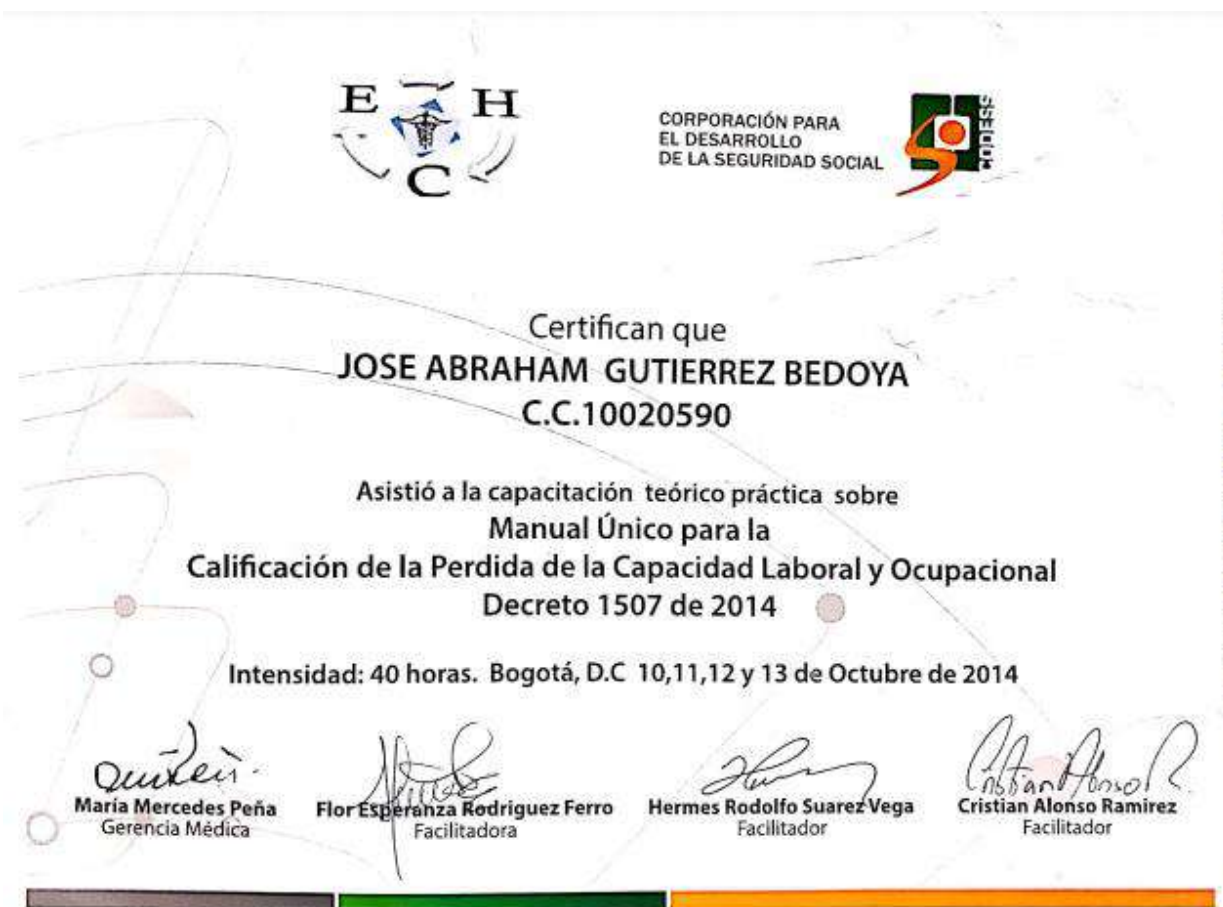 E H
C
CORPORACIÓN PARA
EL DESARROLLO
DE LA SEGURIDAD SOCIAL
CODESS
Certifican que
JOSE ABRAHAM GUTIERREZ BEDOYA
C.C.10020590
Asistió a la capacitación teórico práctica sobre
Manual Único para la
Calificación de la Perdida de la Capacidad Laboral y Ocupacional
Decreto 1507 de 2014
Intensidad: 40 horas. Bogotá, D.C 10,11,12 y 13 de Octubre de 2014
María Mercedes Peña Flor Esperanza Rodriguez Ferro Hermes Rodolfo Suarez Vega Cristian Alonso Ramirez
Gerencia Médica Facilitadora Facilitador Facilitador